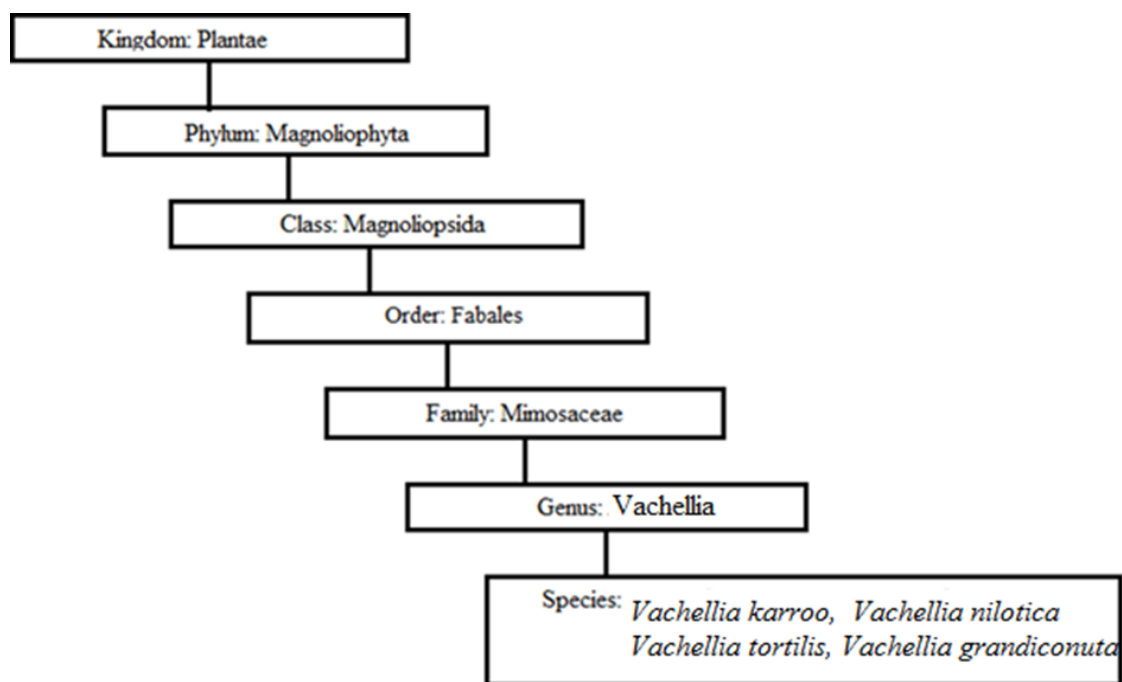 Kingdom: Plantae
Phylum: Magnoliophyta
Class: Magnoliopsida
Order: Fabales
Family: Mimosaceae
Genus: Vachellia
Species: Vachellia karroo, Vachellia nilotica
Vachellia tortilis, Vachellia grandiconuta